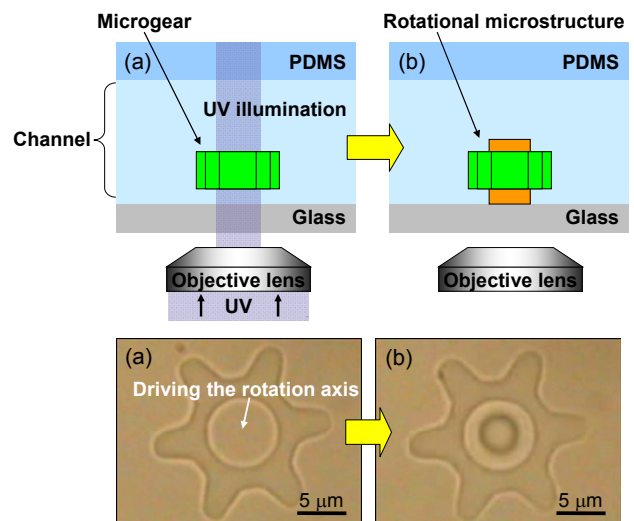 Microgear
Rotational microstructure
(a)
PDMS
(b)
PDMS
UV illumination
Channel
Glass
Glass
Objective lens
Objective lens
UV
(a)
(b)
Driving the rotation axis
5 μm
5 μm